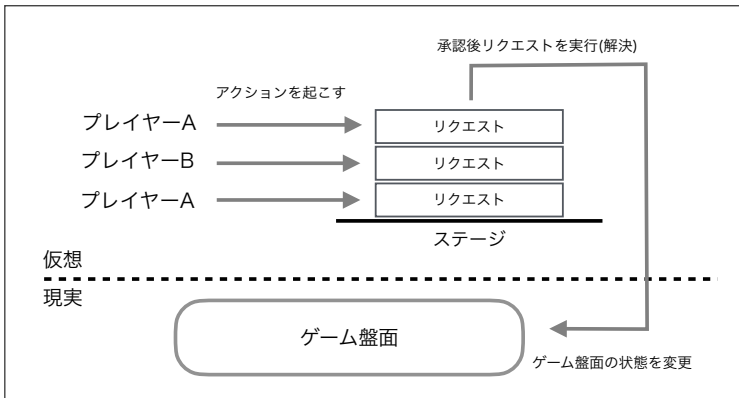 承認後リクエストを実行(解決)
アクションを起こす
プレイヤーA
リクエスト
プレイヤーB
リクエスト
プレイヤーA
リクエスト
ステージ
仮想
現実
ゲーム盤面
ゲーム盤面の状態を変更